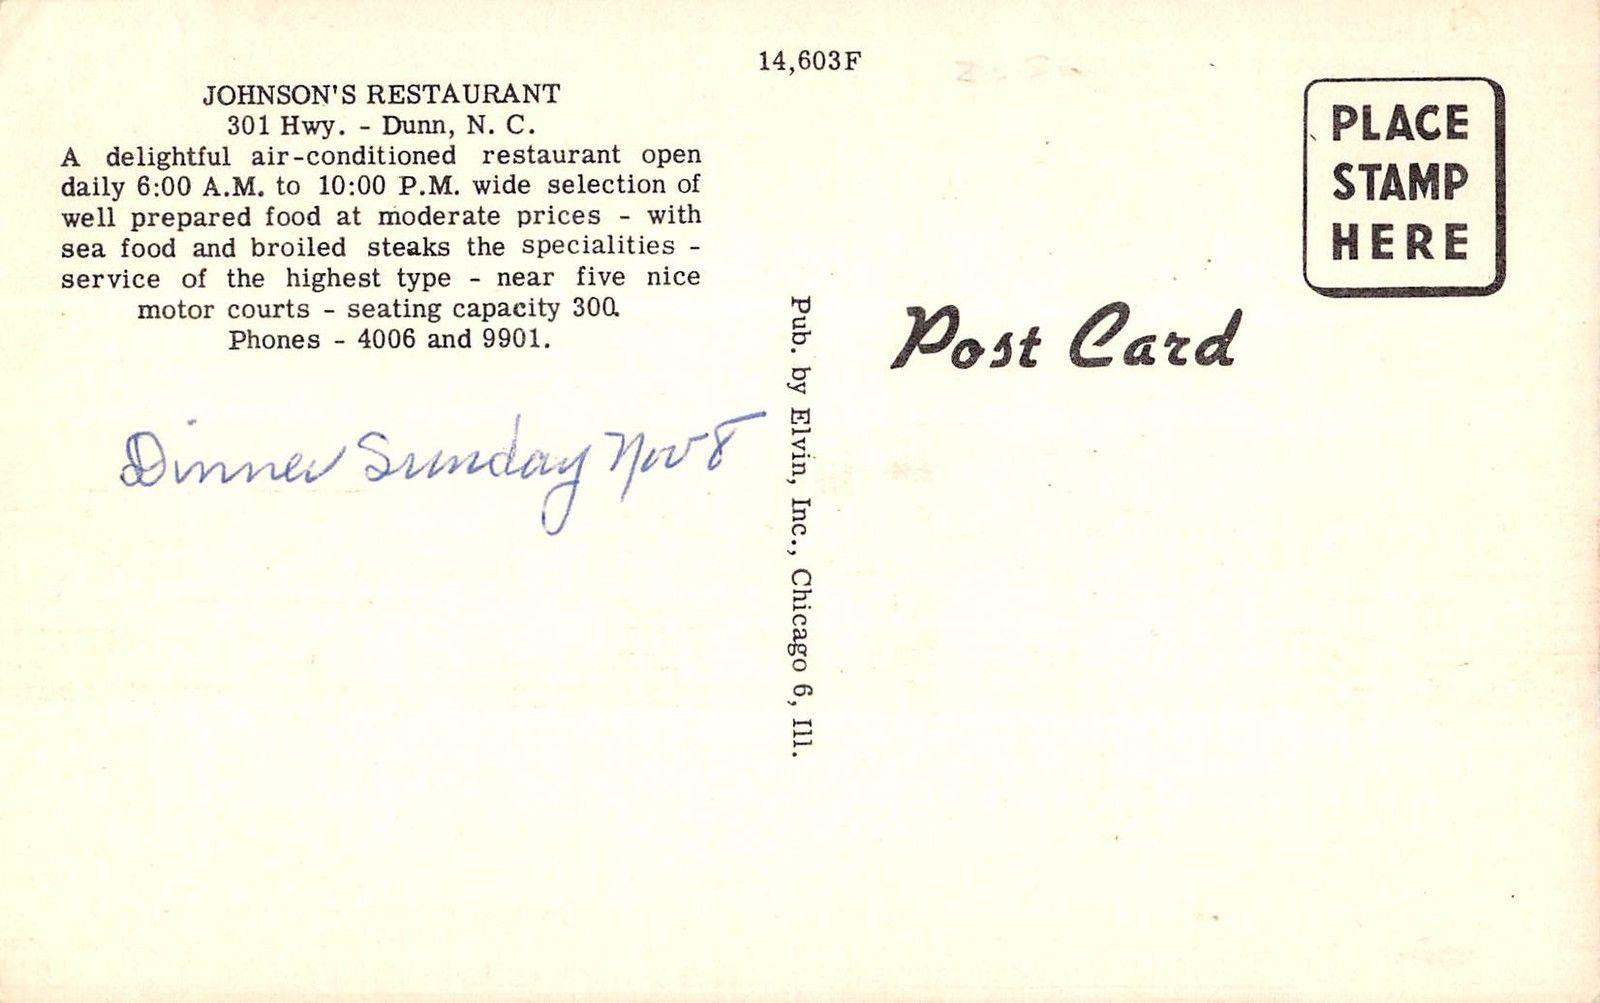 14,603F
JOHNSON'S RESTAURANT
301 Hwy. - Dunn, N. C.
A delightful air-conditioned restaurant open
daily 6:00 A.M. to 10:00 P.M. wide selection of
well prepared food at moderate prices - with
sea food and broiled steaks the specialities -
service of the highest type - near five nice
motor courts - seating capacity 300.
Phones - 4006 and 9901.
Dinner Sunday Nov 8
Pub. by Elvin, Inc., Chicago 6, Ill.
PLACE
STAMP
HERE
Post Card